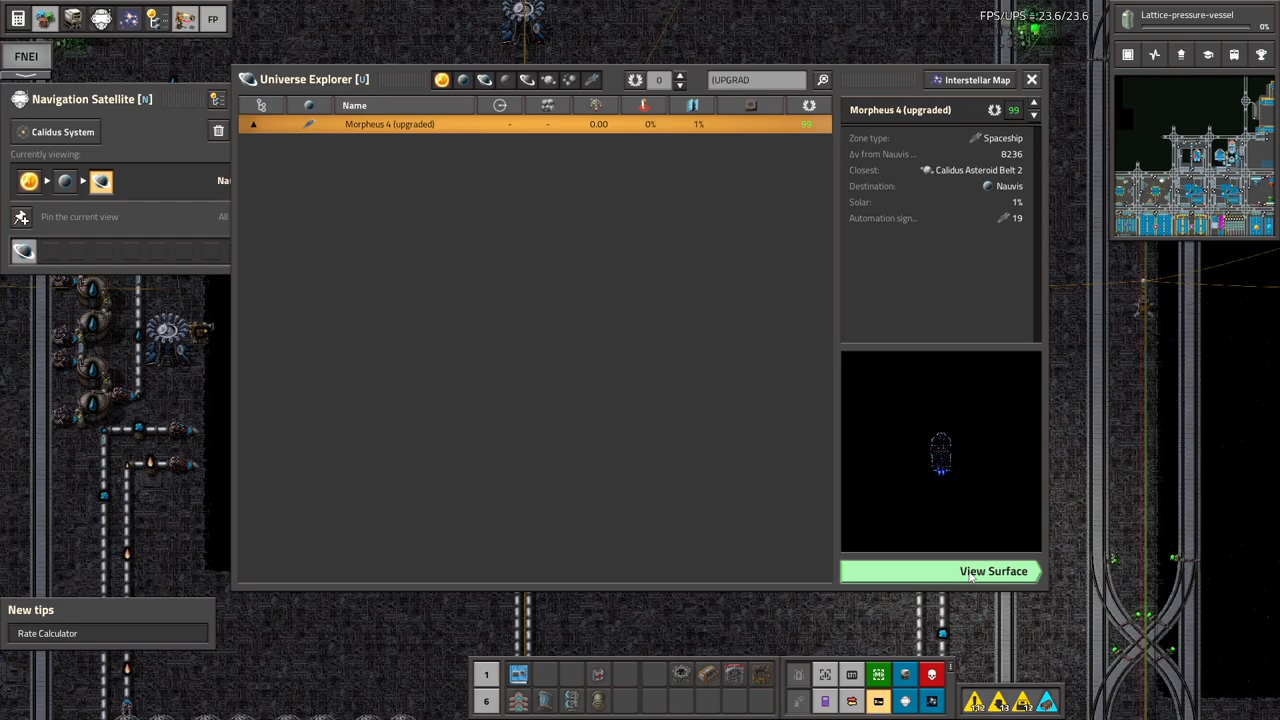 FP
FPS/UPS = 23.6/23.6
Lattice-pressure-vessel
0%
FNEI
Navigation Satellite [N]
Calidus System
Currently viewing:
Na
Pin the current view
All
Universe Explorer [U]
0
(UPGRAD
Interstellar Map
Name
Morpheus 4 (upgraded)
-
-
0.00
0%
1%
99
Morpheus 4 (upgraded)
99
Zone type:
Spaceship
Δv from Nauvis ...
8236
Closest:
Calidus Asteroid Belt 2
Destination:
Nauvis
Solar:
1%
Automation sign...
19
View Surface
New tips
Rate Calculator
1
6